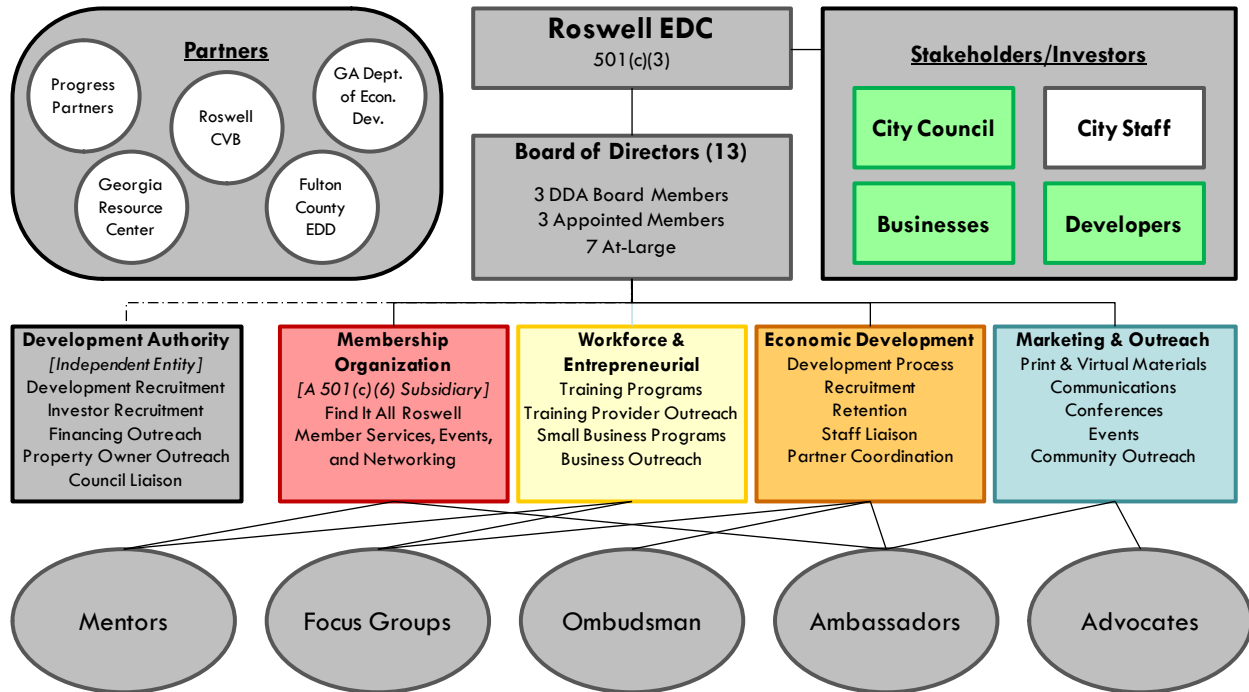 Partners
Progress
Partners
Roswell
CVB
GA Dept.
of Econ.
Dev.
Georgia
Resource
Center
Fulton
County
EDD
Roswell EDC
501(c)(3)
Board of Directors (13)
3 DDA Board Members
3 Appointed Members
7 At-Large
Stakeholders/Investors
City Council
City Staff
Businesses
Developers
Development Authority
[Independent Entity]
Development Recruitment
Investor Recruitment
Financing Outreach
Property Owner Outreach
Council Liaison
Membership
Organization
[A 501(c)(6) Subsidiary]
Find It All Roswell
Member Services, Events,
and Networking
Workforce &
Entrepreneurial
Training Programs
Training Provider Outreach
Small Business Programs
Business Outreach
Economic Development
Development Process
Recruitment
Retention
Staff Liaison
Partner Coordination
Marketing & Outreach
Print & Virtual Materials
Communications
Conferences
Events
Community Outreach
Mentors
Focus Groups
Ombudsman
Ambassadors
Advocates